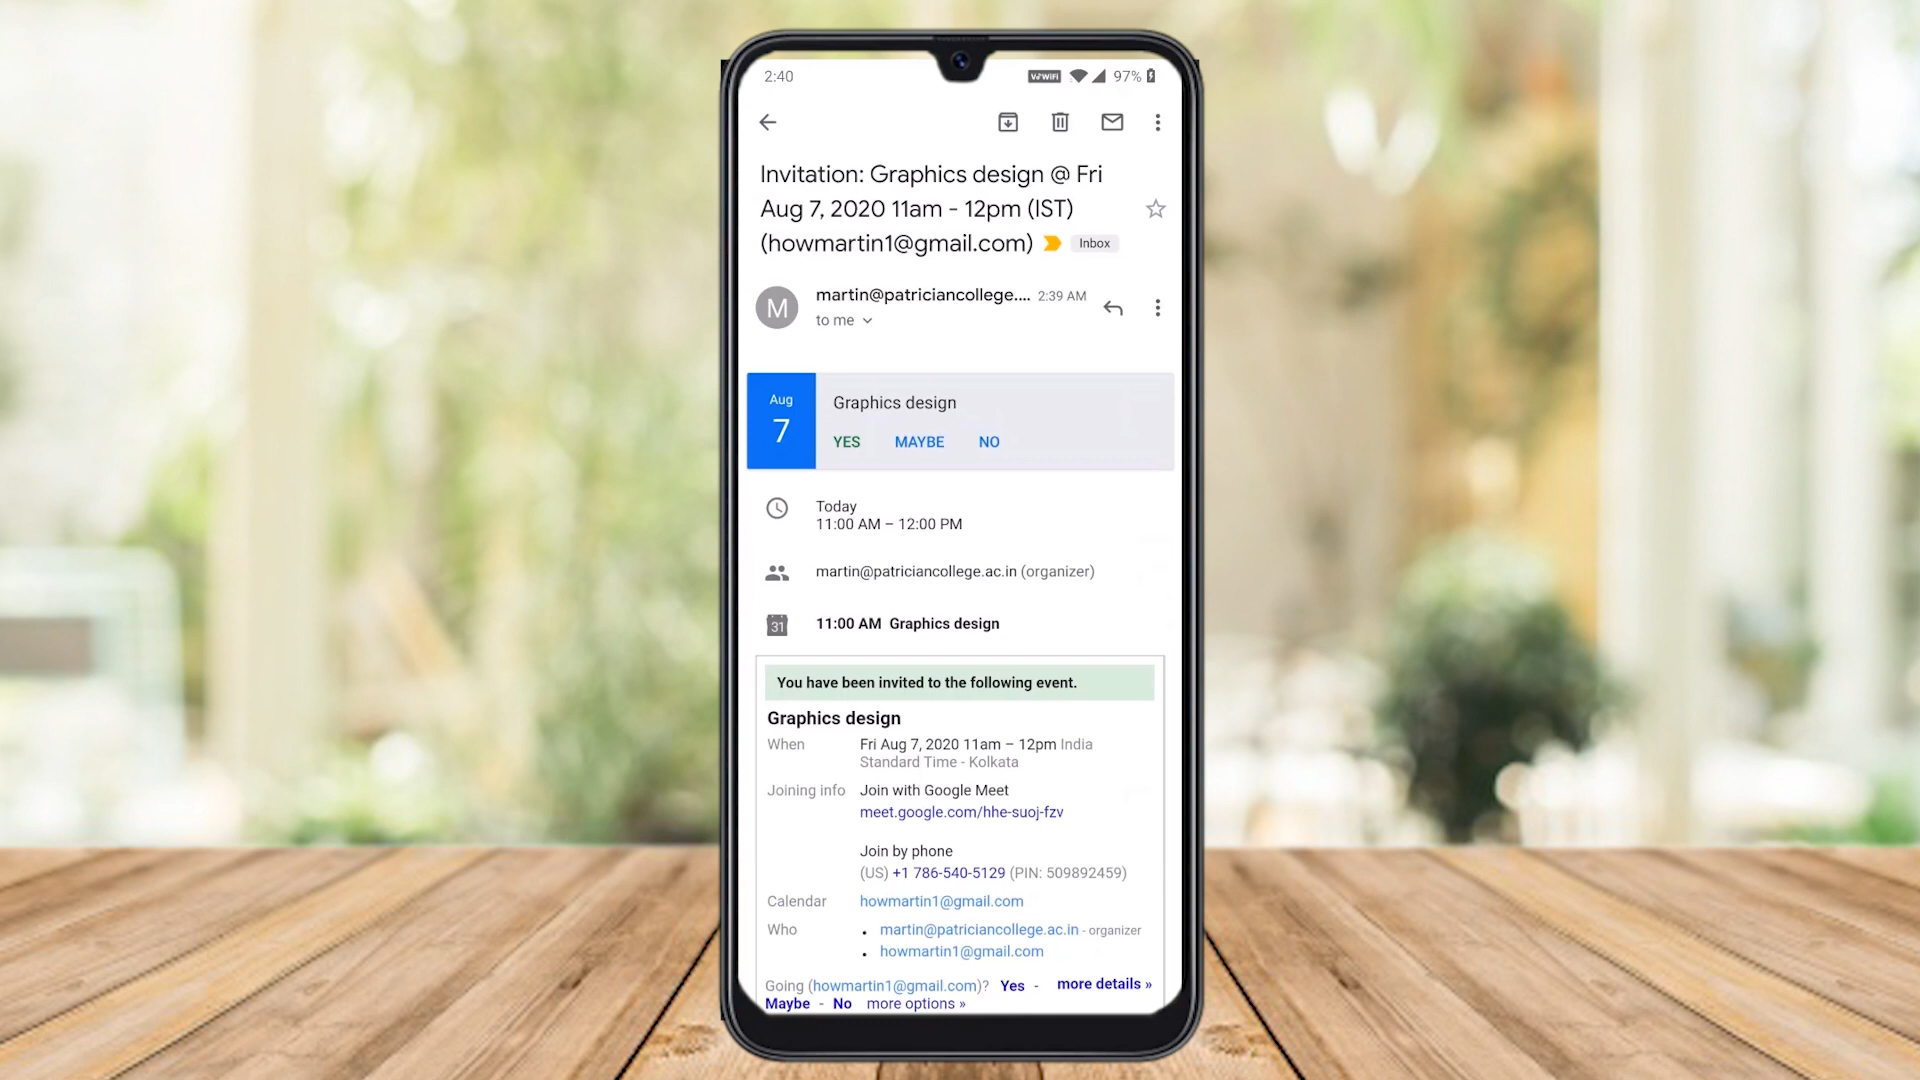 2:40 VoWiFi 97%
Invitation: Graphics design @ Fri
Aug 7, 2020 11am - 12pm (IST)
(howmartin1@gmail.com) Inbox
M
martin@patriciancollege.... 2:39 AM
to me
Aug
7
Graphics design
YES MAYBE NO
Today
11:00 AM – 12:00 PM
martin@patriciancollege.ac.in (organizer)
31
11:00 AM Graphics design
You have been invited to the following event.
Graphics design
When Fri Aug 7, 2020 11am – 12pm India
Standard Time - Kolkata
Joining info Join with Google Meet
meet.google.com/hhe-suoj-fzv
Join by phone
(US) +1 786-540-5129 (PIN: 509892459)
Calendar howmartin1@gmail.com
Who • martin@patriciancollege.ac.in - organizer
• howmartin1@gmail.com
Going (howmartin1@gmail.com)? Yes - more details »
Maybe - No more options »